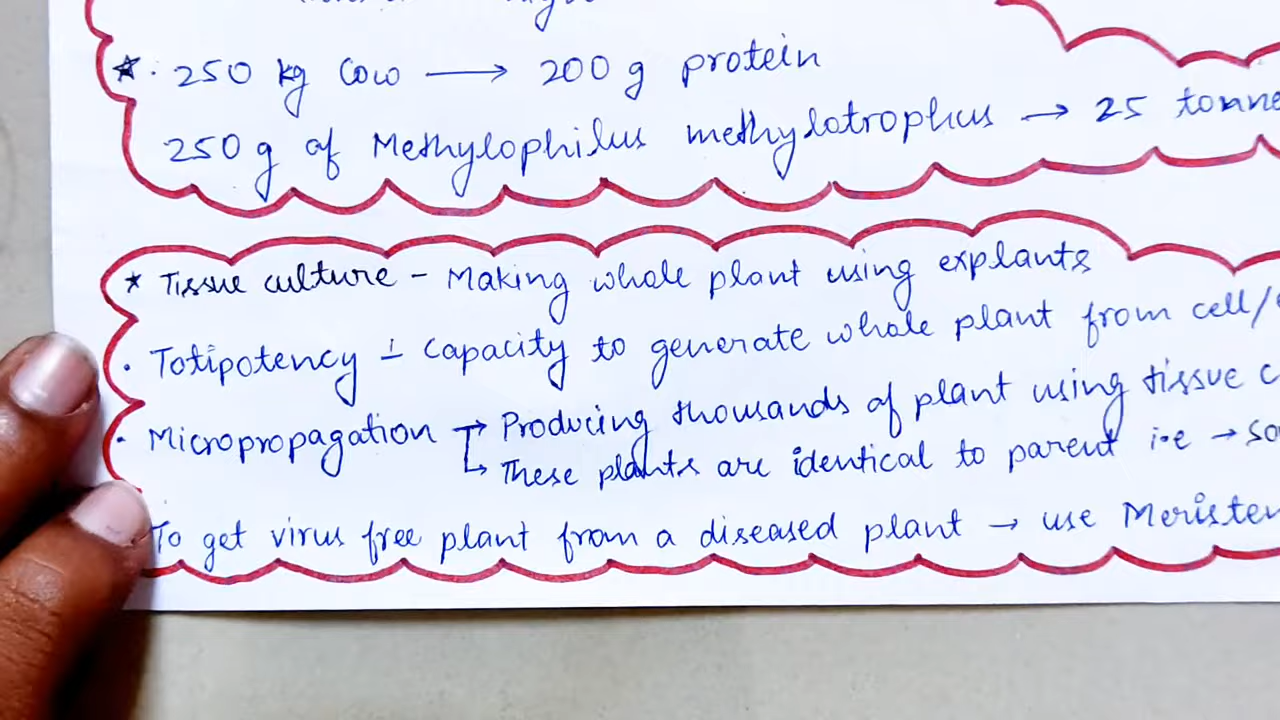 ★ · 250 kg Cow → 200 g protein
250 g of Methylophilus methylotrophus → 25 tonne
★ Tissue culture – Making whole plant using explants
· Totipotency ⊥ capacity to generate whole plant from cell/
· Micropropagation → Producing thousands of plant using tissue c
↳ These plants are identical to parent i.e → so
To get virus free plant from a diseased plant → use Meristem